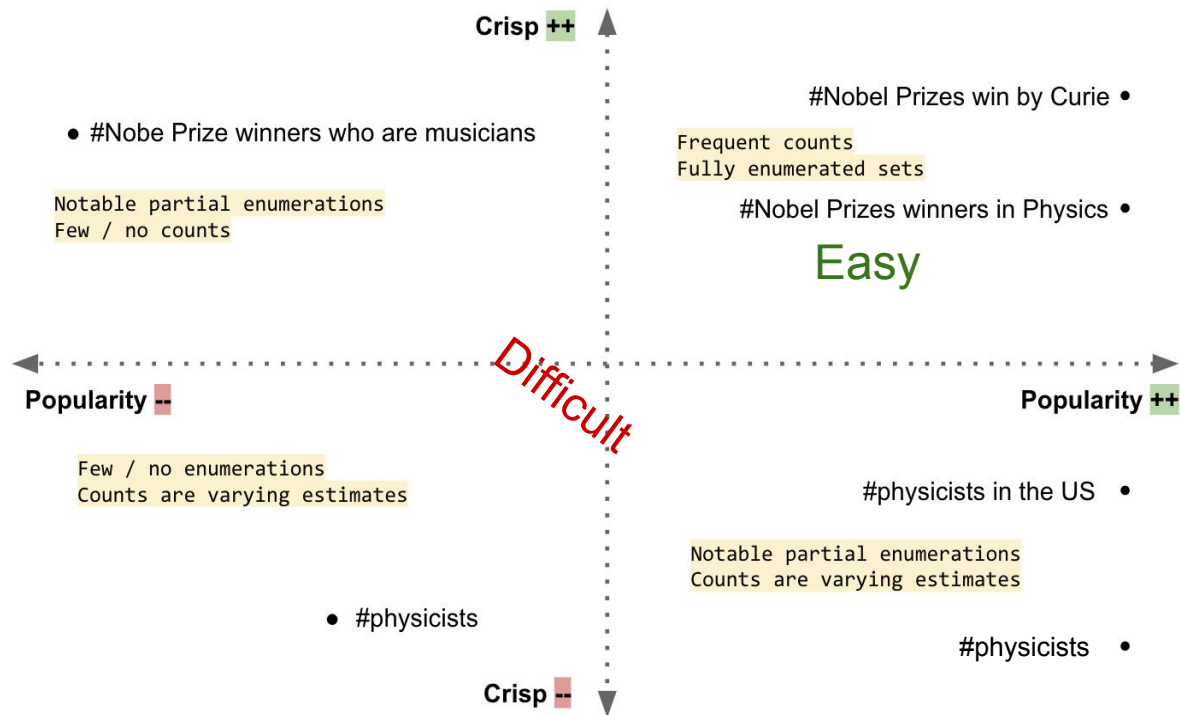 Crisp ++
#Nobel Prizes win by Curie
#Nobe Prize winners who are musicians
Frequent counts
Fully enumerated sets
Notable partial enumerations
Few / no counts
#Nobel Prizes winners in Physics
Easy
Difficult
Popularity --
Popularity ++
Few / no enumerations
Counts are varying estimates
#physicists in the US
Notable partial enumerations
Counts are varying estimates
#physicists
#physicists
Crisp --